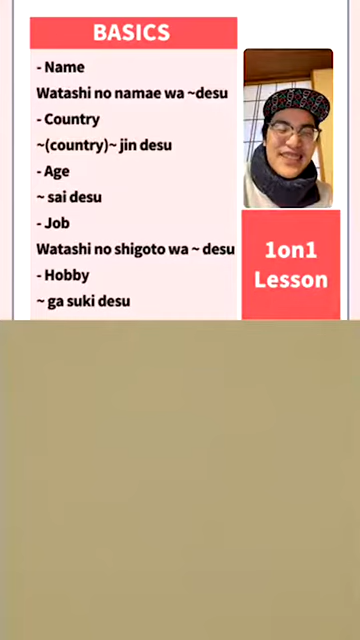 BASICS
- Name
Watashi no namae wa ~desu
- Country
~(country)~ jin desu
- Age
~ sai desu
- Job
Watashi no shigoto wa ~ desu
- Hobby
~ ga suki desu
1on1
Lesson